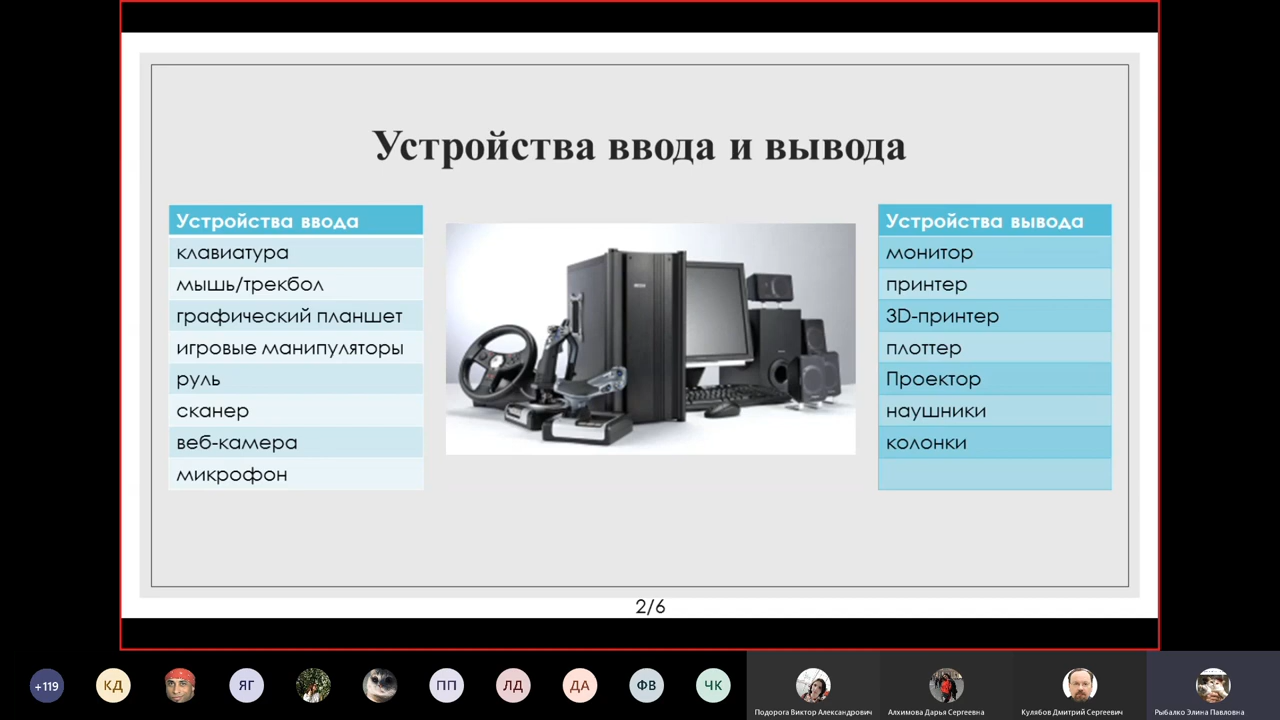 Устройства ввода и вывода
Устройства ввода
клавиатура
мышь/трекбол
графический планшет
игровые манипуляторы
руль
сканер
веб-камера
микрофон
Устройства вывода
монитор
принтер
3D-принтер
плоттер
Проектор
наушники
колонки
2/6
+119
КД
ЯГ
ПП
ЛД
ДА
ФВ
ЧК
Подорога Виктор Александрович
Алхимова Дарья Сергеевна
Кулябов Дмитрий Сергеевич
Рыбалко Элина Павловна